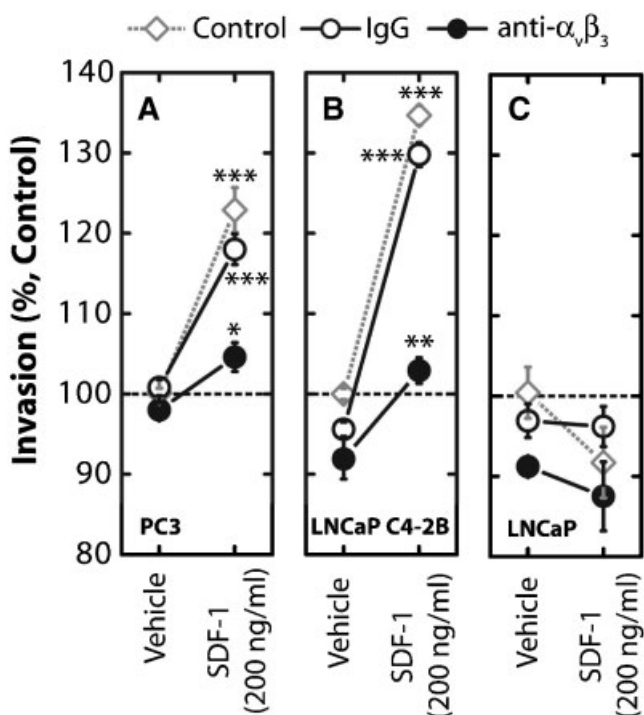 Control IgG anti-αvβ3
Invasion (%, Control)
140
130
120
110
100
90
80
A
***
***
*
PC3
B
***
***
**
LNCaP C4-2B
C
LNCaP
Vehicle
SDF-1
(200 ng/ml)
Vehicle
SDF-1
(200 ng/ml)
Vehicle
SDF-1
(200 ng/ml)